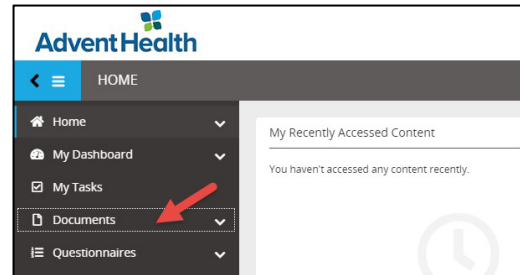 AdventHealth
HOME
Home
My Dashboard
My Tasks
Documents
Questionnaires
My Recently Accessed Content
You haven't accessed any content recently.